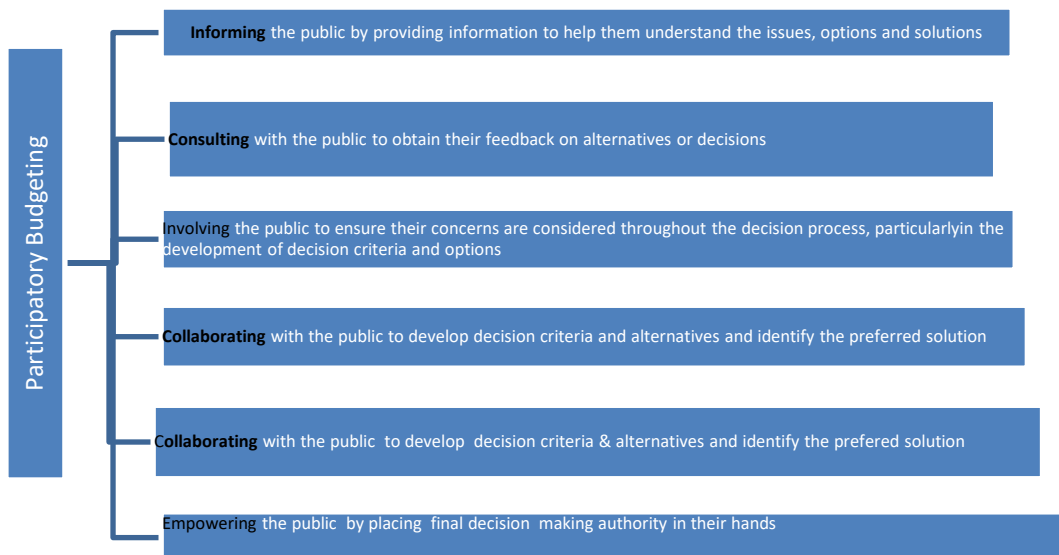 Participatory Budgeting
Informing the public by providing information to help them understand the issues, options and solutions
Consulting with the public to obtain their feedback on alternatives or decisions
Involving the public to ensure their concerns are considered throughout the decision process, particularlyin the
development of decision criteria and options
Collaborating with the public to develop decision criteria and alternatives and identify the preferred solution
Collaborating with the public to develop decision criteria & alternatives and identify the prefered solution
Empowering the public by placing final decision making authority in their hands